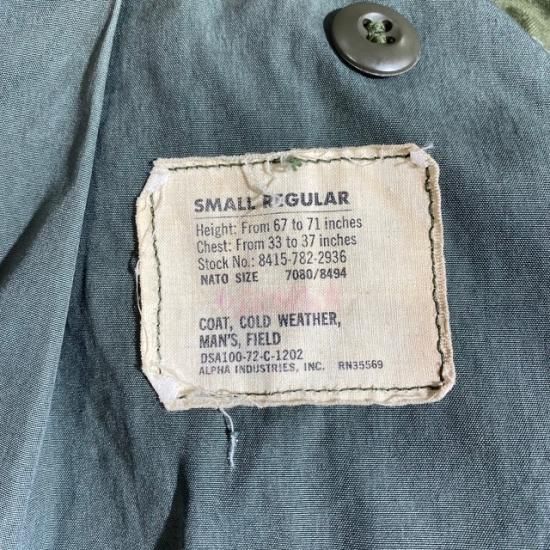 SMALL REGULAR
Height: From 67 to 71 inches
Chest: From 33 to 37 inches
Stock No.: 8415-782-2936
NATO SIZE 7080/8494
COAT, COLD WEATHER,
MAN'S, FIELD
DSA100-72-C-1202
ALPHA INDUSTRIES, INC. RN35569